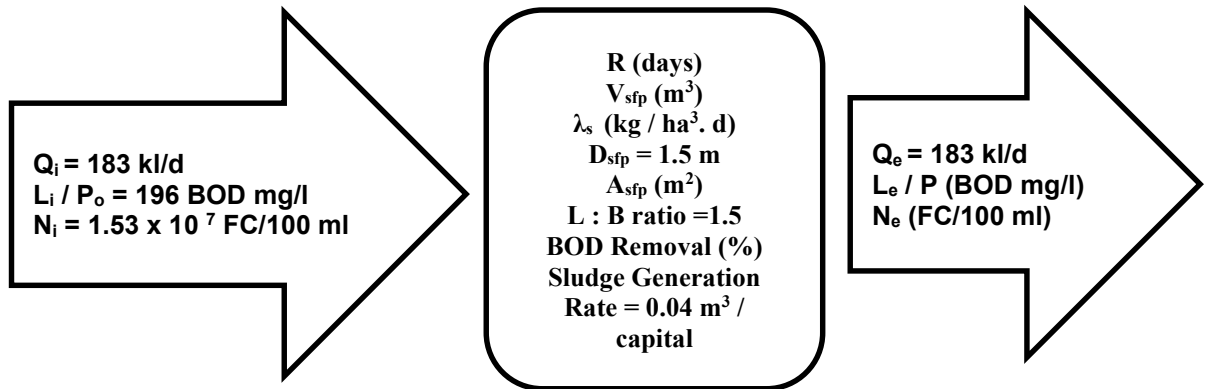 Qi = 183 kl/d
Li / Po = 196 BOD mg/l
Ni = 1.53 x 10 ⁷ FC/100 ml
R (days)
Vsfp (m³)
λs (kg / ha³. d)
Dsfp = 1.5 m
Asfp (m²)
L : B ratio =1.5
BOD Removal (%)
Sludge Generation
Rate = 0.04 m³ /
capital
Qe = 183 kl/d
Le / P (BOD mg/l)
Ne (FC/100 ml)